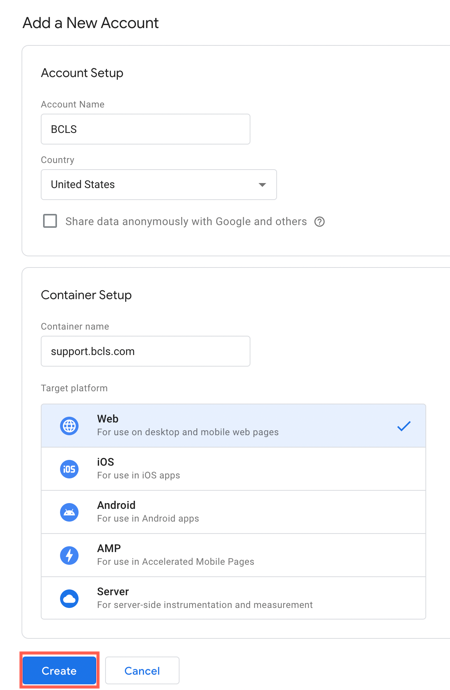 Add a New Account
Account Setup
Account Name
BCLS
Country
United States
Share data anonymously with Google and others
Container Setup
Container name
support.bcls.com
Target platform
Web
For use on desktop and mobile web pages
iOS
iOS
For use in iOS apps
Android
For use in Android apps
AMP
For use in Accelerated Mobile Pages
Server
For server-side instrumentation and measurement
Create Cancel